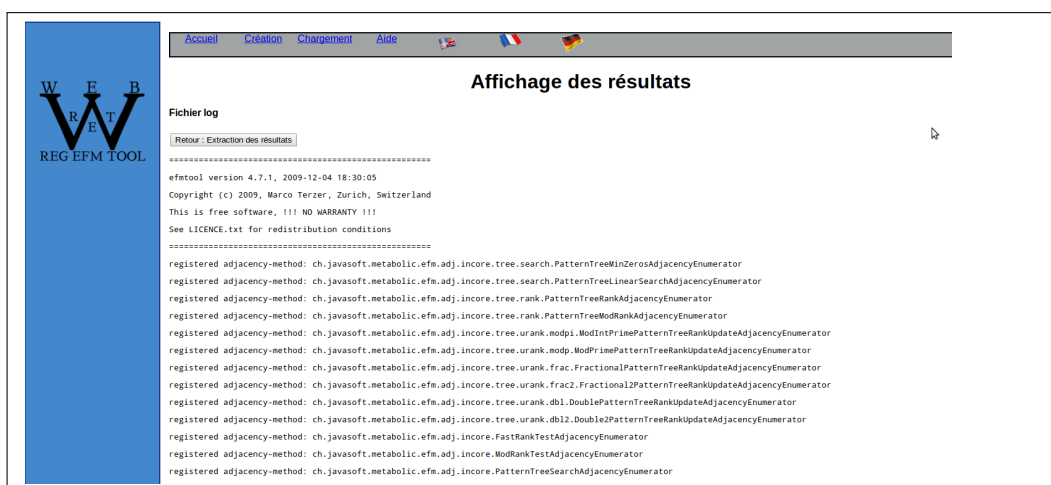 Accueil Création Chargement Aide
W E B
R E T
REG EFM TOOL
Affichage des résultats
Fichier log
Retour : Extraction des résultats
=====================================================
efmtool version 4.7.1, 2009-12-04 18:30:05
Copyright (c) 2009, Marco Terzer, Zurich, Switzerland
This is free software, !!! NO WARRANTY !!!
See LICENCE.txt for redistribution conditions
=====================================================
registered adjacency-method: ch.javasoft.metabolic.efm.adj.incore.tree.search.PatternTreeMinZerosAdjacencyEnumerator
registered adjacency-method: ch.javasoft.metabolic.efm.adj.incore.tree.search.PatternTreeLinearSearchAdjacencyEnumerator
registered adjacency-method: ch.javasoft.metabolic.efm.adj.incore.tree.rank.PatternTreeRankAdjacencyEnumerator
registered adjacency-method: ch.javasoft.metabolic.efm.adj.incore.tree.rank.PatternTreeModRankAdjacencyEnumerator
registered adjacency-method: ch.javasoft.metabolic.efm.adj.incore.tree.urank.modpi.ModIntPrimePatternTreeRankUpdateAdjacencyEnumerator
registered adjacency-method: ch.javasoft.metabolic.efm.adj.incore.tree.urank.modp.ModPrimePatternTreeRankUpdateAdjacencyEnumerator
registered adjacency-method: ch.javasoft.metabolic.efm.adj.incore.tree.urank.frac.FractionalPatternTreeRankUpdateAdjacencyEnumerator
registered adjacency-method: ch.javasoft.metabolic.efm.adj.incore.tree.urank.frac2.Fractional2PatternTreeRankUpdateAdjacencyEnumerator
registered adjacency-method: ch.javasoft.metabolic.efm.adj.incore.tree.urank.dbl.DoublePatternTreeRankUpdateAdjacencyEnumerator
registered adjacency-method: ch.javasoft.metabolic.efm.adj.incore.tree.urank.dbl2.Double2PatternTreeRankUpdateAdjacencyEnumerator
registered adjacency-method: ch.javasoft.metabolic.efm.adj.incore.FastRankTestAdjacencyEnumerator
registered adjacency-method: ch.javasoft.metabolic.efm.adj.incore.ModRankTestAdjacencyEnumerator
registered adjacency-method: ch.javasoft.metabolic.efm.adj.incore.PatternTreeSearchAdjacencyEnumerator